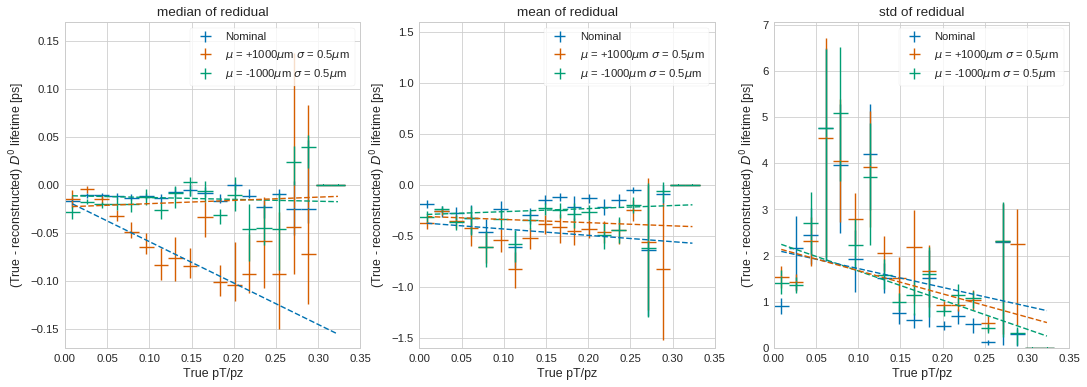 median of redidual
(True - reconstructed) D⁰ lifetime [ps]
0.15
0.10
0.05
0.00
−0.05
−0.10
−0.15
Nominal
μ = +1000μm σ = 0.5μm
μ = -1000μm σ = 0.5μm
0.00 0.05 0.10 0.15 0.20 0.25 0.30 0.35
True pT/pz
mean of redidual
(True - reconstructed) D⁰ lifetime [ps]
1.5
1.0
0.5
0.0
−0.5
−1.0
−1.5
Nominal
μ = +1000μm σ = 0.5μm
μ = -1000μm σ = 0.5μm
0.00 0.05 0.10 0.15 0.20 0.25 0.30 0.35
True pT/pz
std of redidual
(True - reconstructed) D⁰ lifetime [ps]
7
6
5
4
3
2
1
0
Nominal
μ = +1000μm σ = 0.5μm
μ = -1000μm σ = 0.5μm
0.00 0.05 0.10 0.15 0.20 0.25 0.30 0.35
True pT/pz